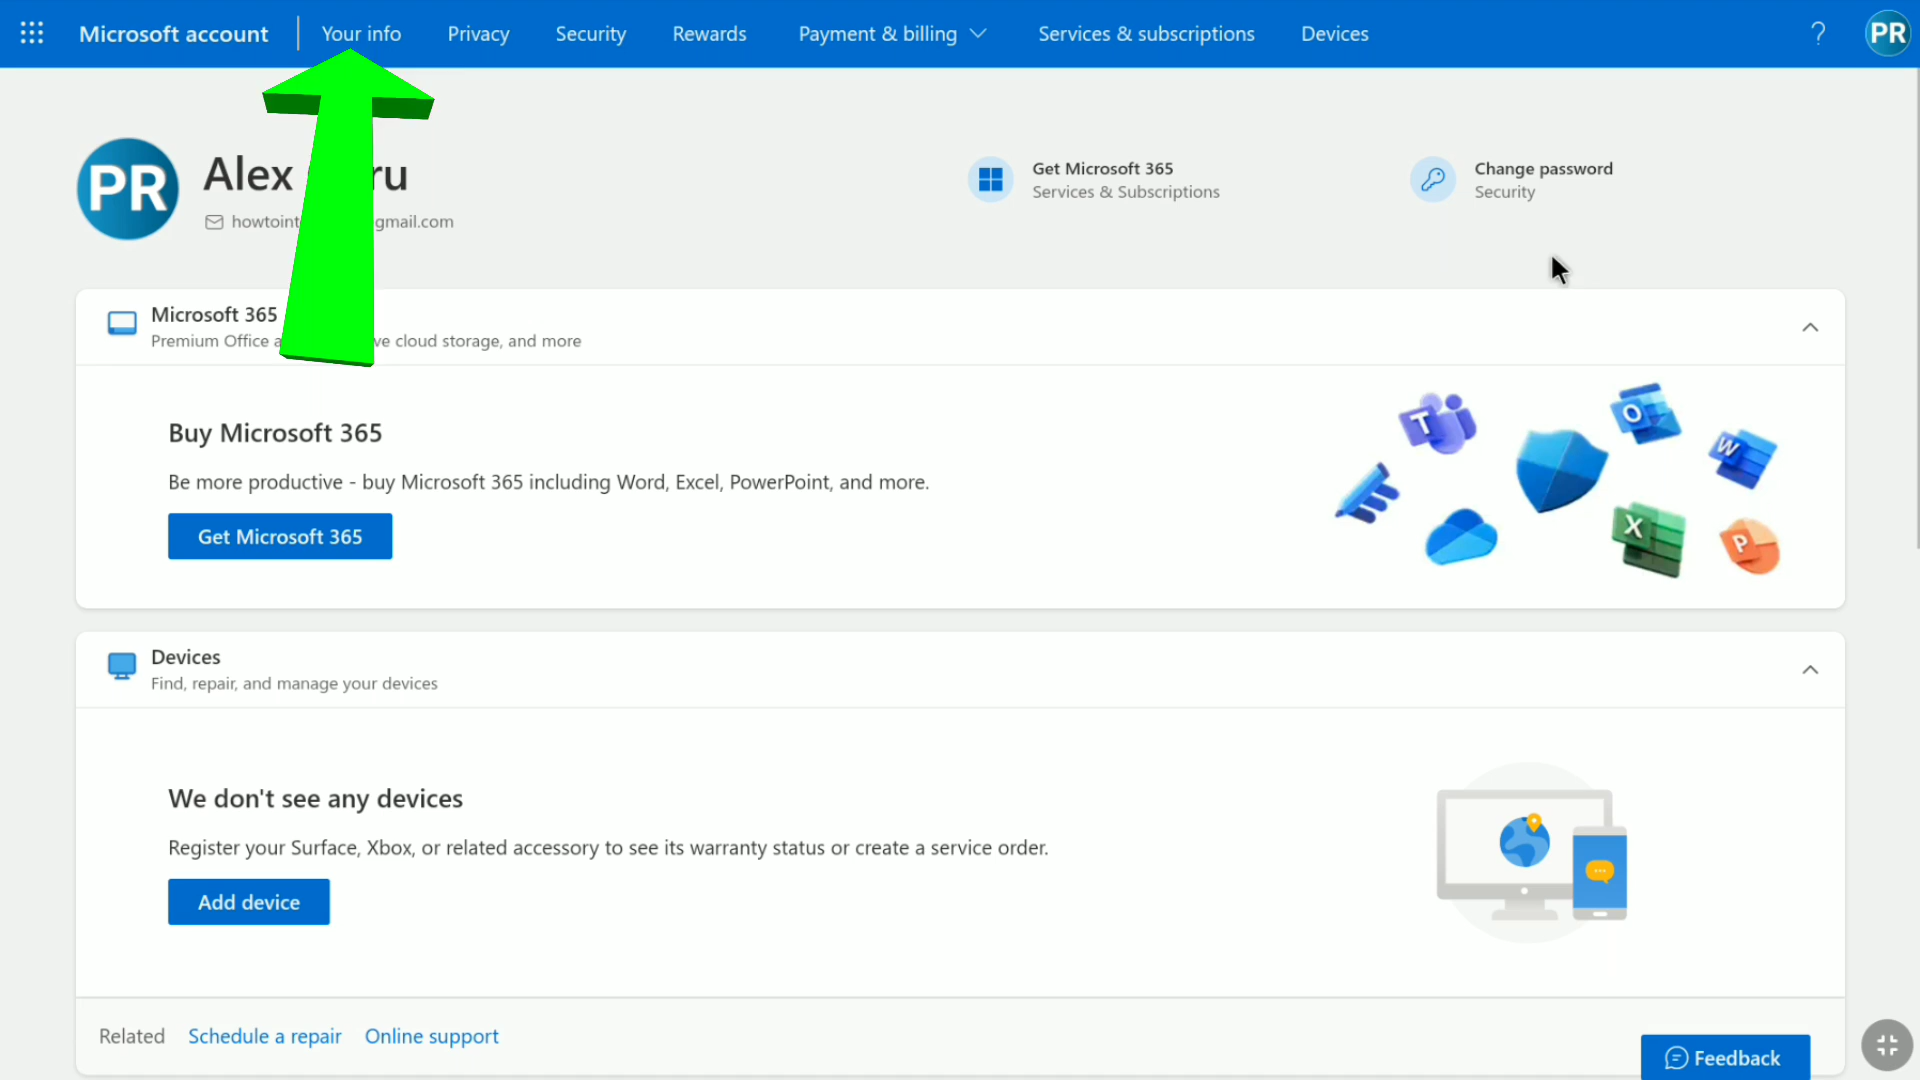 Microsoft account
Your info
Privacy
Security
Rewards
Payment & billing
Services & subscriptions
Devices
?
PR
PR
Alex ru
howtoint gmail.com
Get Microsoft 365
Services & Subscriptions
Change password
Security
Microsoft 365
Premium Office cloud storage, and more
Buy Microsoft 365
Be more productive - buy Microsoft 365 including Word, Excel, PowerPoint, and more.
Get Microsoft 365
T
O
W
X
P
Devices
Find, repair, and manage your devices
We don't see any devices
Register your Surface, Xbox, or related accessory to see its warranty status or create a service order.
Add device
Related
Schedule a repair
Online support
Feedback